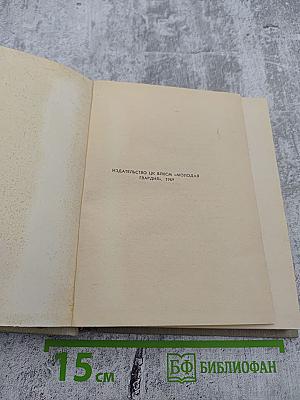 ИЗДАТЕЛЬСТВО ЦК ВЛКСМ «МОЛОДАЯ
ГВАРДИЯ», 1969
15 см
БФ БИБЛИОФАН